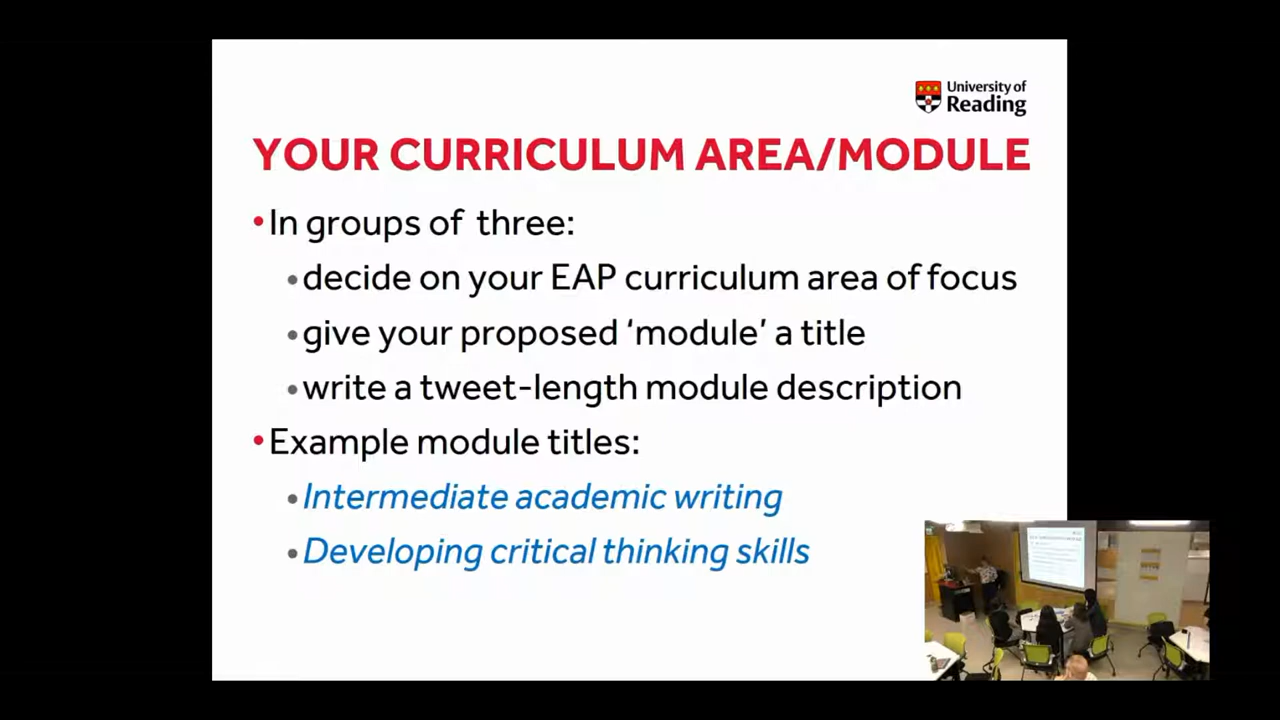 University of
Reading
YOUR CURRICULUM AREA/MODULE
•In groups of three:
•decide on your EAP curriculum area of focus
•give your proposed ‘module’ a title
•write a tweet-length module description
•Example module titles:
•Intermediate academic writing
•Developing critical thinking skills